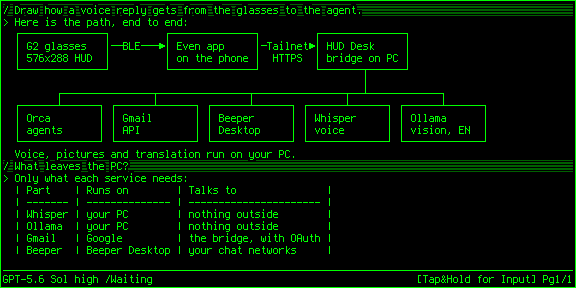 / Draw how a voice reply gets from the glasses to the agent.
> Here is the path, end to end:
G2 glasses
576x288 HUD
BLE
Even app
on the phone
Tailnet
HTTPS
HUD Desk
bridge on PC
Orca
agents
Gmail
API
Beeper
Desktop
Whisper
voice
Ollama
vision, EN
Voice, pictures and translation run on your PC.
/ What leaves the PC?
> Only what each service needs:
| Part | Runs on | Talks to |
| ------- | -------------- | ---------------------- |
| Whisper | your PC | nothing outside |
| Ollama | your PC | nothing outside |
| Gmail | Google | the bridge, with OAuth |
| Beeper | Beeper Desktop | your chat networks |
GPT-5.6 Sol high /Waiting [Tap&Hold for Input] Pg1/1